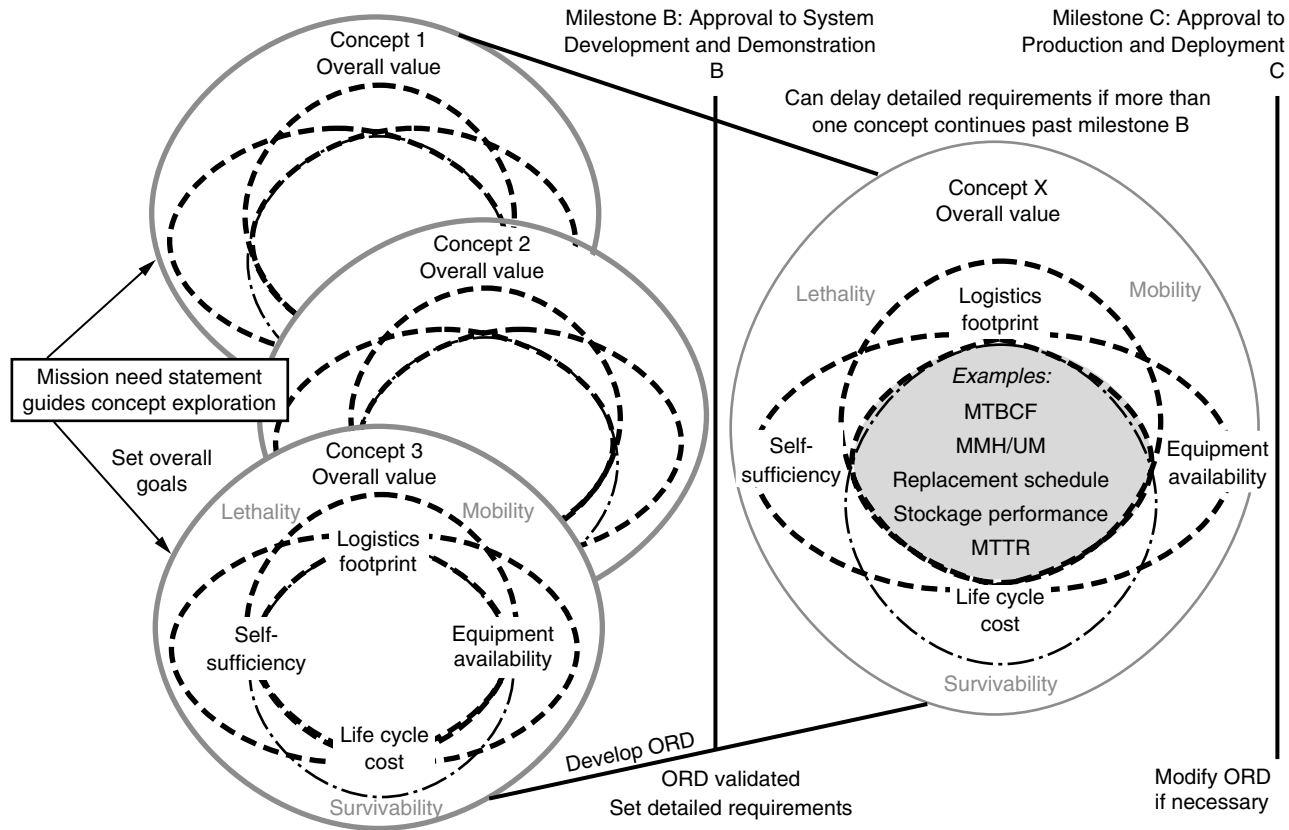 Milestone B: Approval to System
Development and Demonstration
B
Milestone C: Approval to
Production and Deployment
C
Concept 1
Overall value
Can delay detailed requirements if more than
one concept continues past milestone B
Concept X
Overall value
Concept 2
Overall value
Lethality
Mobility
Logistics
footprint
Mission need statement
guides concept exploration
Examples:
MTBCF
MMH/UM
Replacement schedule
Stockage performance
MTTR
Self-
sufficiency
Equipment
availability
Set overall
goals
Concept 3
Overall value
Lethality
Mobility
Logistics
footprint
Self-
sufficiency
Equipment
availability
Life cycle
cost
Survivability
Life cycle
cost
Survivability
Develop ORD
ORD validated
Set detailed requirements
Modify ORD
if necessary